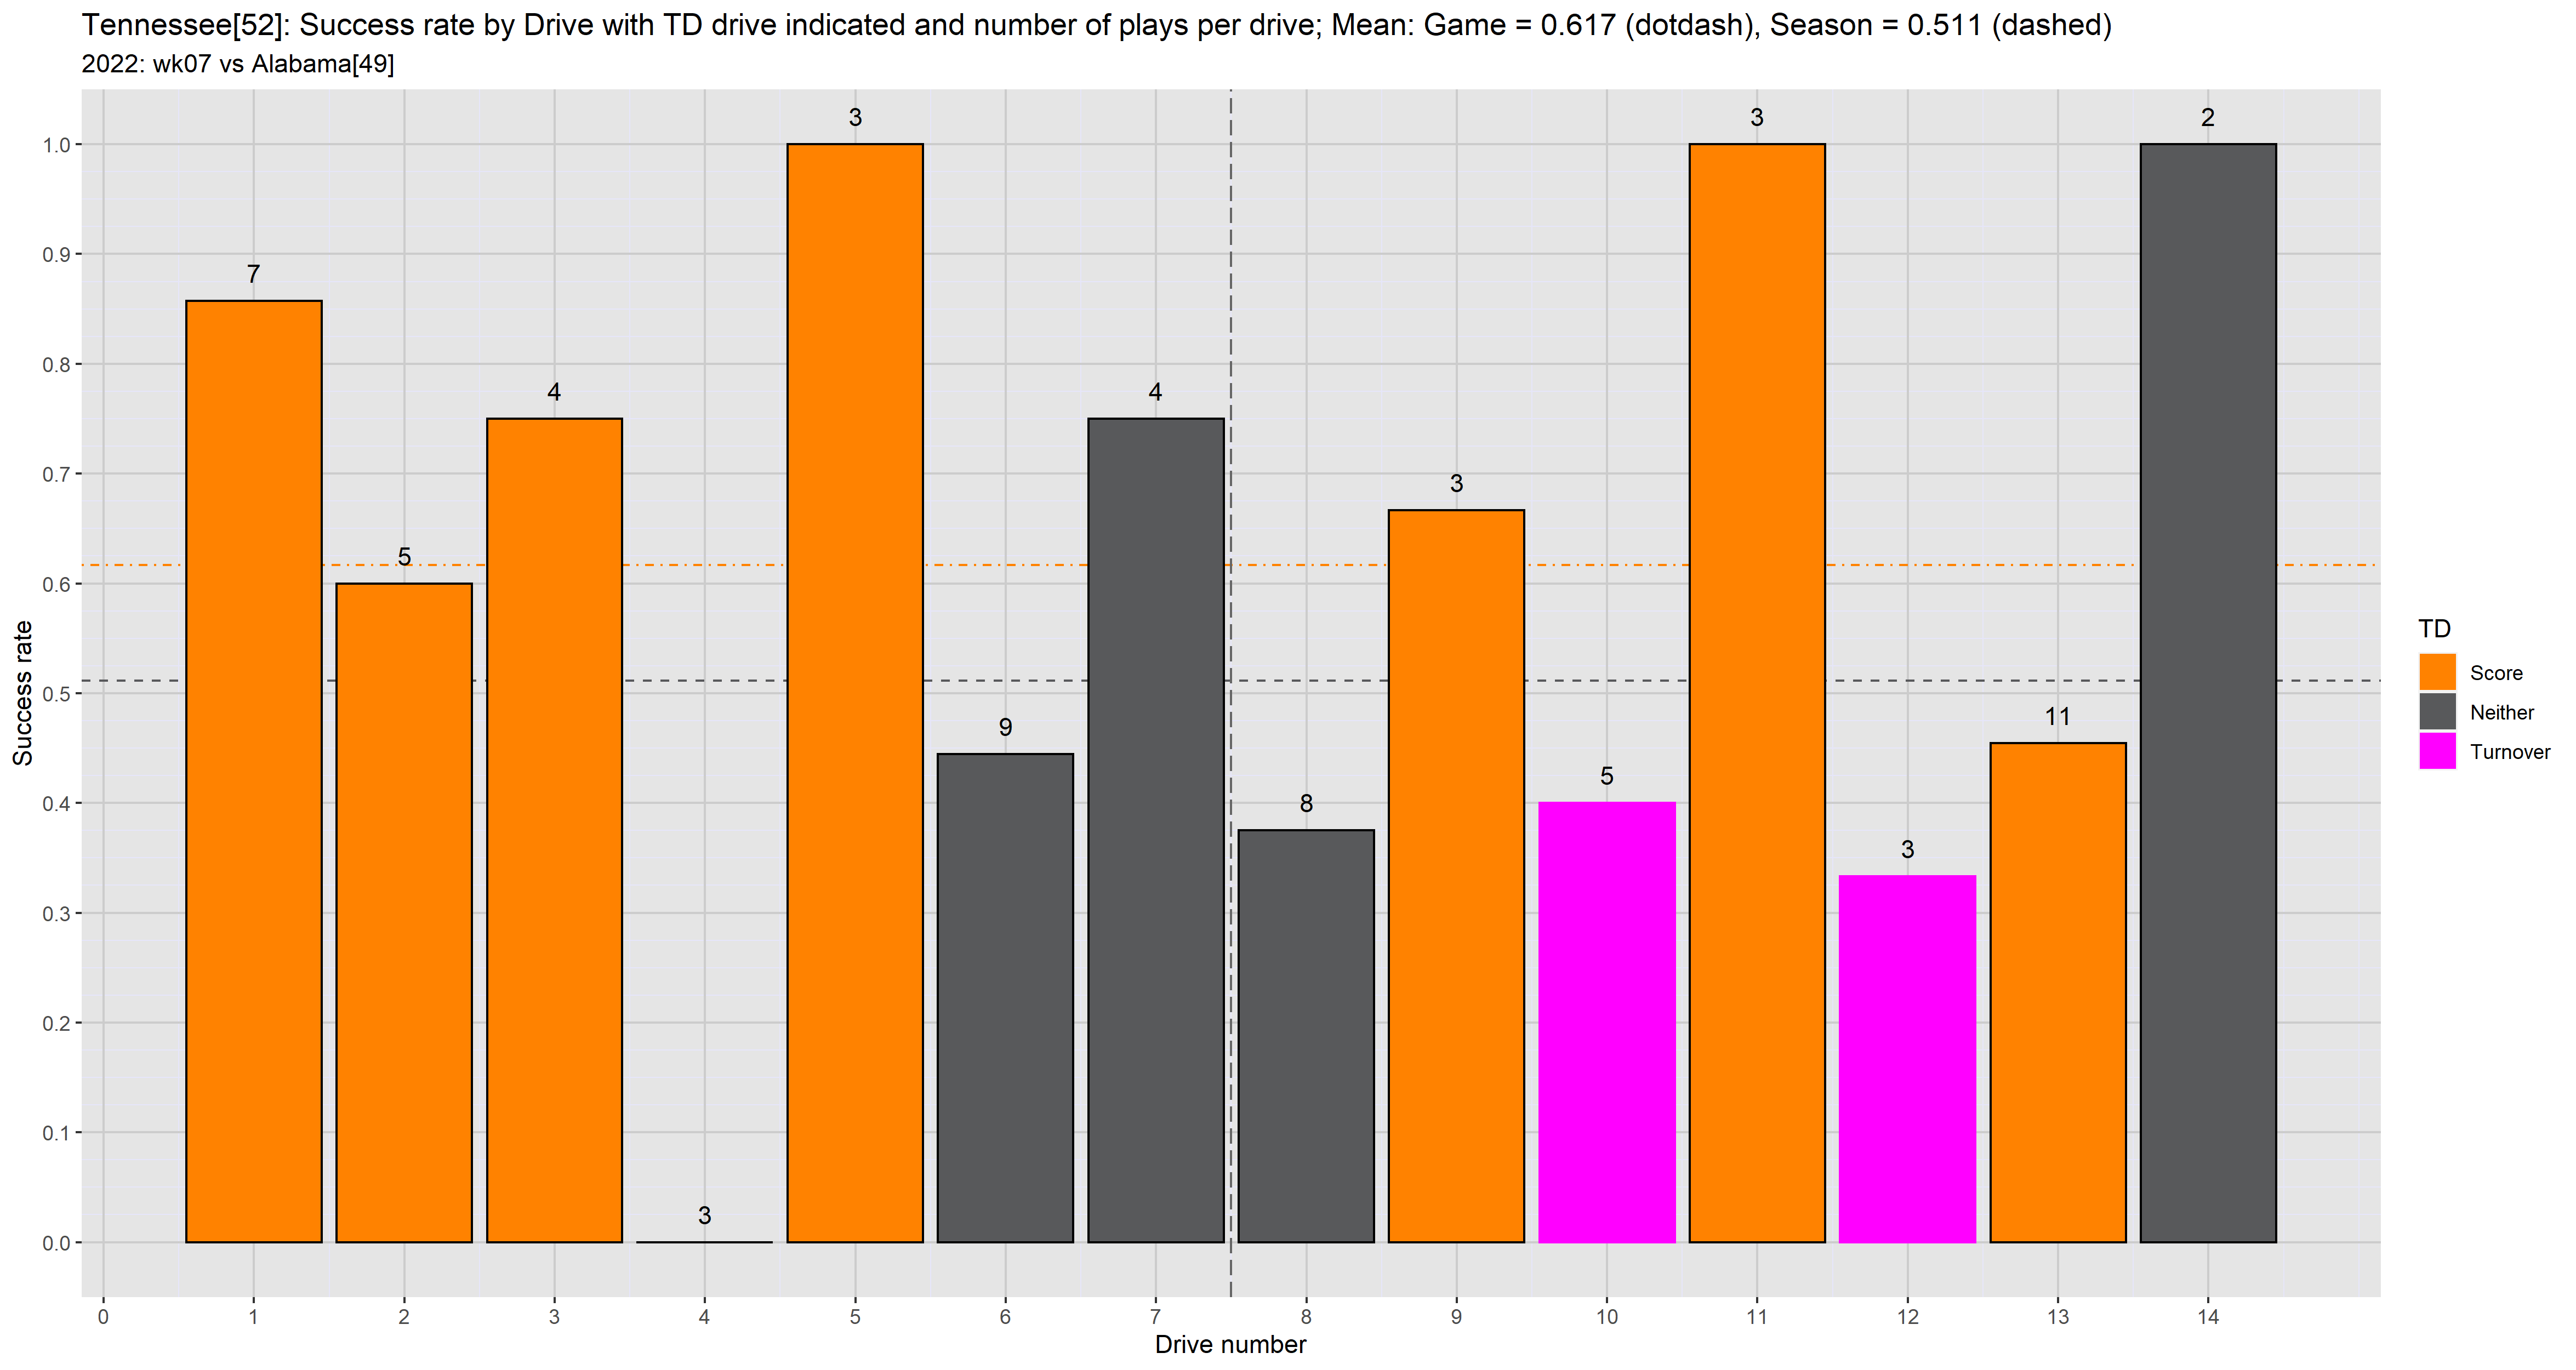 Tennessee[52]: Success rate by Drive with TD drive indicated and number of plays per drive; Mean: Game = 0.617 (dotdash), Season = 0.511 (dashed)
2022: wk07 vs Alabama[49]
Success rate
1.0
0.9
0.8
0.7
0.6
0.5
0.4
0.3
0.2
0.1
0.0
7
5
4
3
3
9
4
8
3
5
3
3
11
2
0 1 2 3 4 5 6 7 8 9 10 11 12 13 14
Drive number
TD
Score
Neither
Turnover